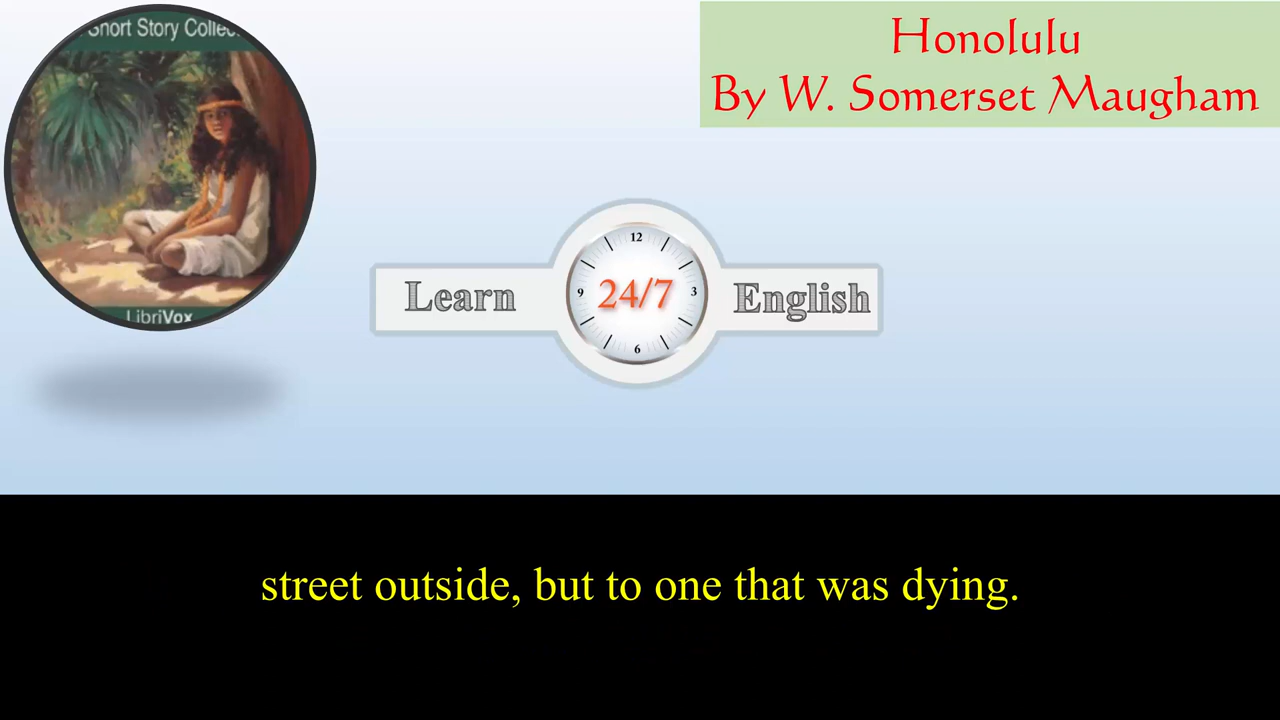 Short Story Collec
LibriVox
Honolulu
By W. Somerset Maugham
Learn 24/7 English
12
9
3
6
street outside, but to one that was dying.